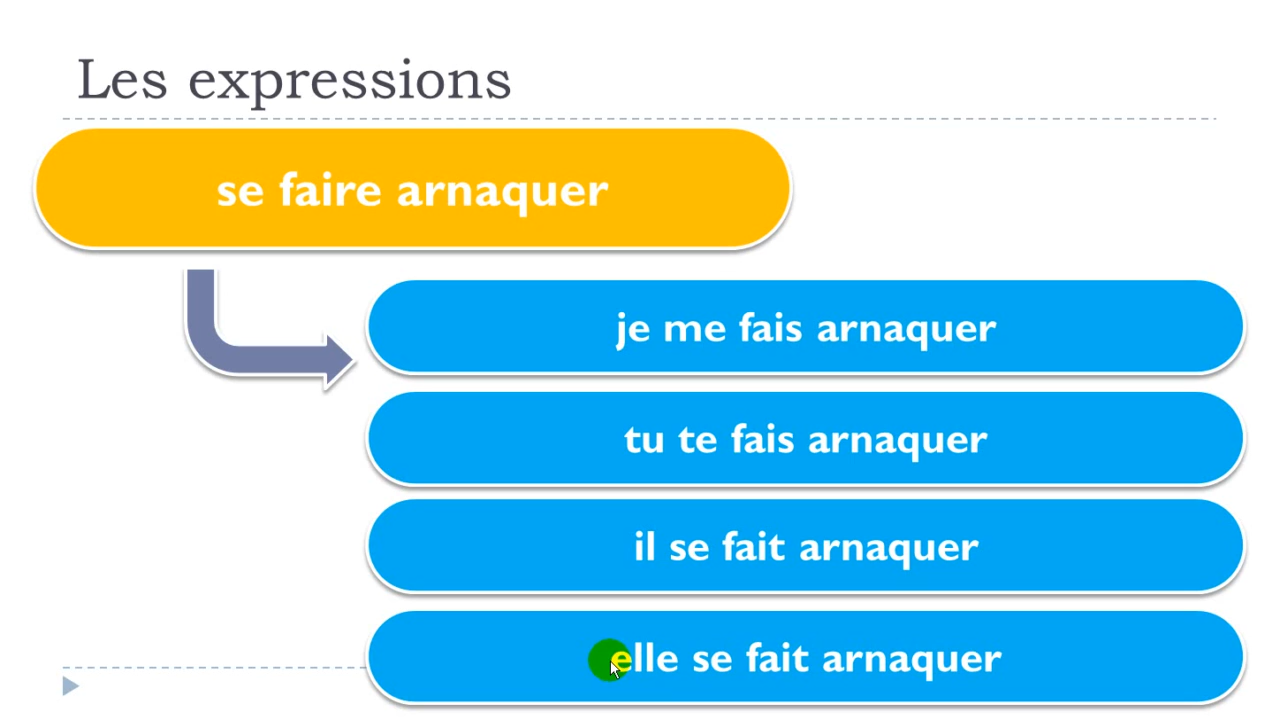 Les expressions
se faire arnaquer
je me fais arnaquer
tu te fais arnaquer
il se fait arnaquer
elle se fait arnaquer